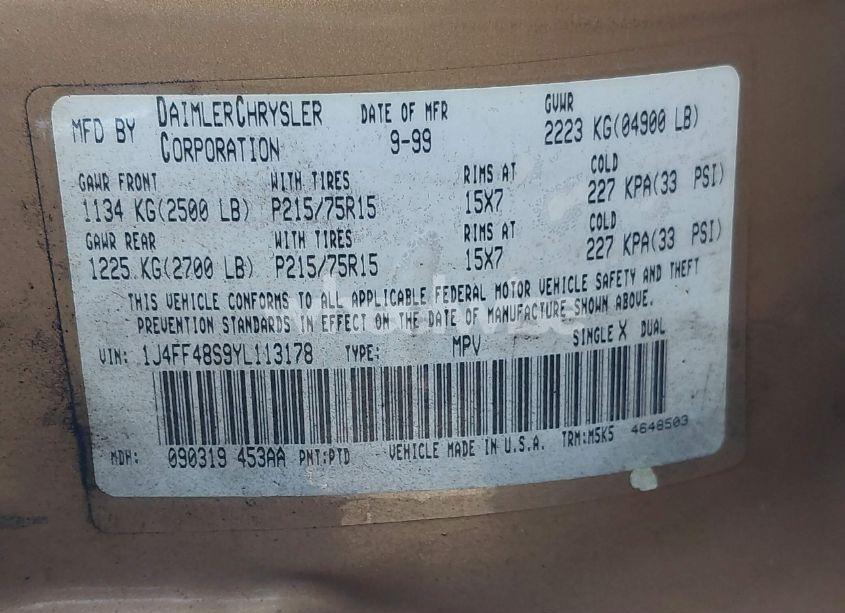 MFD BY DAIMLERCHRYSLER CORPORATION DATE OF MFR 9-99 GVWR 2223 KG(04900 LB)
GAWR FRONT WITH TIRES RIMS AT COLD
1134 KG(2500 LB) P215/75R15 15X7 227 KPA(33 PSI)
GAWR REAR WITH TIRES RIMS AT COLD
1225 KG(2700 LB) P215/75R15 15X7 227 KPA(33 PSI)
THIS VEHICLE CONFORMS TO ALL APPLICABLE FEDERAL MOTOR VEHICLE SAFETY AND THEFT
PREVENTION STANDARDS IN EFFECT ON THE DATE OF MANUFACTURE SHOWN ABOVE.
VIN: 1J4FF48S9YL113178 TYPE: MPV SINGLE X DUAL
MDH: 090319 453AA PNT:PTD VEHICLE MADE IN U.S.A. TRM:M5K5 4648503